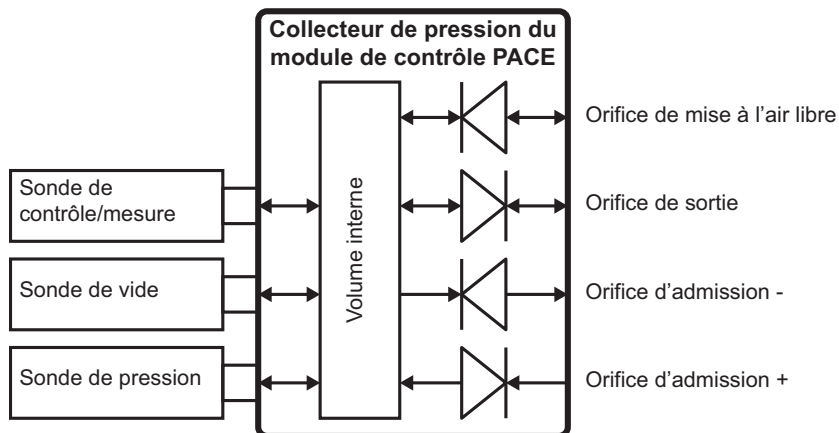 Collecteur de pression du
module de contrôle PACE
Orifice de mise à l'air libre
Sonde de
contrôle/mesure
Orifice de sortie
Volume interne
Sonde de vide
Orifice d'admission -
Sonde de pression
Orifice d'admission +